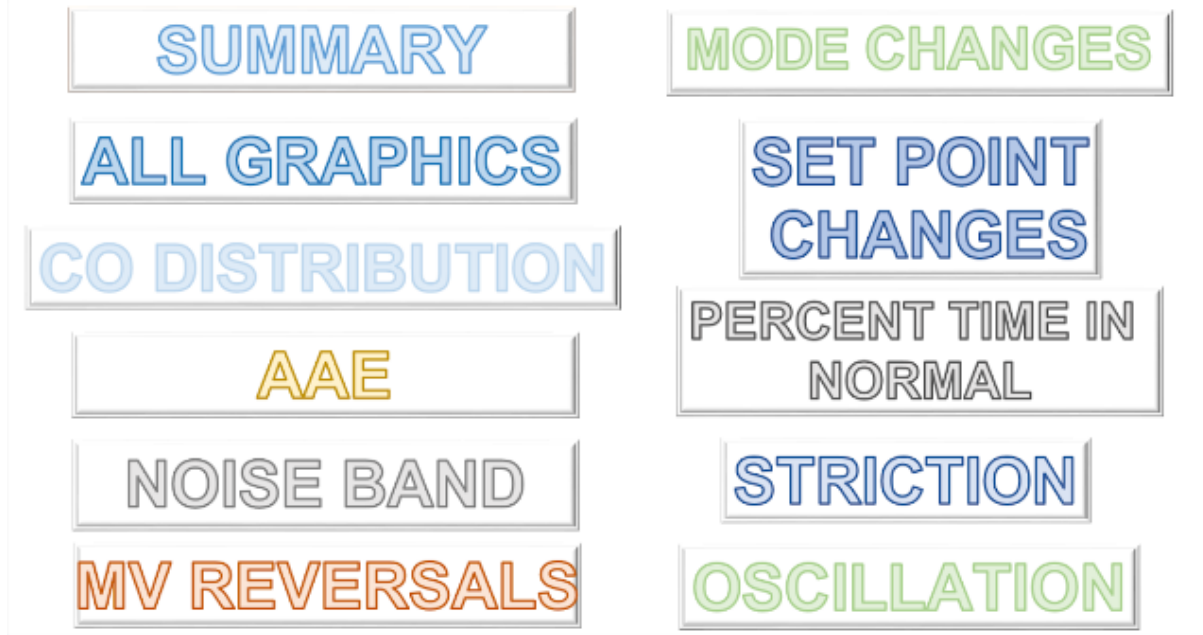 SUMMARY
ALL GRAPHICS
CO DISTRIBUTION
AAE
NOISE BAND
MV REVERSALS
MODE CHANGES
SET POINT
CHANGES
PERCENT TIME IN
NORMAL
STRICTION
OSCILLATION